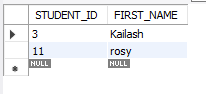 STUDENT_ID FIRST_NAME
3 Kailash
11 rosy
NULL NULL